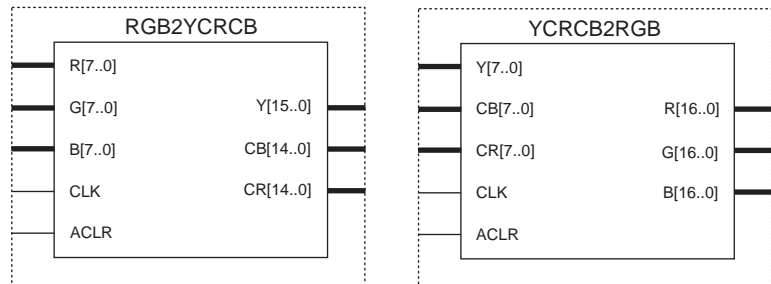 RGB2YCRCB
R[7..0]
G[7..0] Y[15..0]
B[7..0] CB[14..0]
CLK CR[14..0]
ACLR
YCRCB2RGB
Y[7..0]
CB[7..0] R[16..0]
CR[7..0] G[16..0]
CLK B[16..0]
ACLR